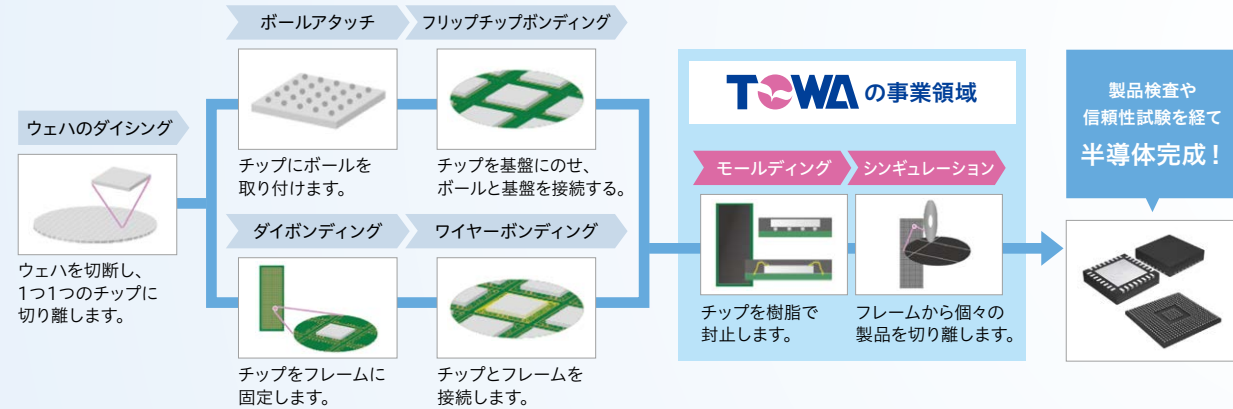 ウェハのダイシング
ウェハを切断し、
1つ1つのチップに
切り離します。
ボールアタッチ
チップにボールを
取り付けます。
フリップチップボンディング
チップを基盤にのせ、
ボールと基盤を接続する。
ダイボンディング
チップをフレームに
固定します。
ワイヤーボンディング
チップとフレームを
接続します。
TOWAの事業領域
モールディング
チップを樹脂で
封止します。
シンギュレーション
フレームから個々の
製品を切り離します。
製品検査や
信頼性試験を経て
半導体完成！